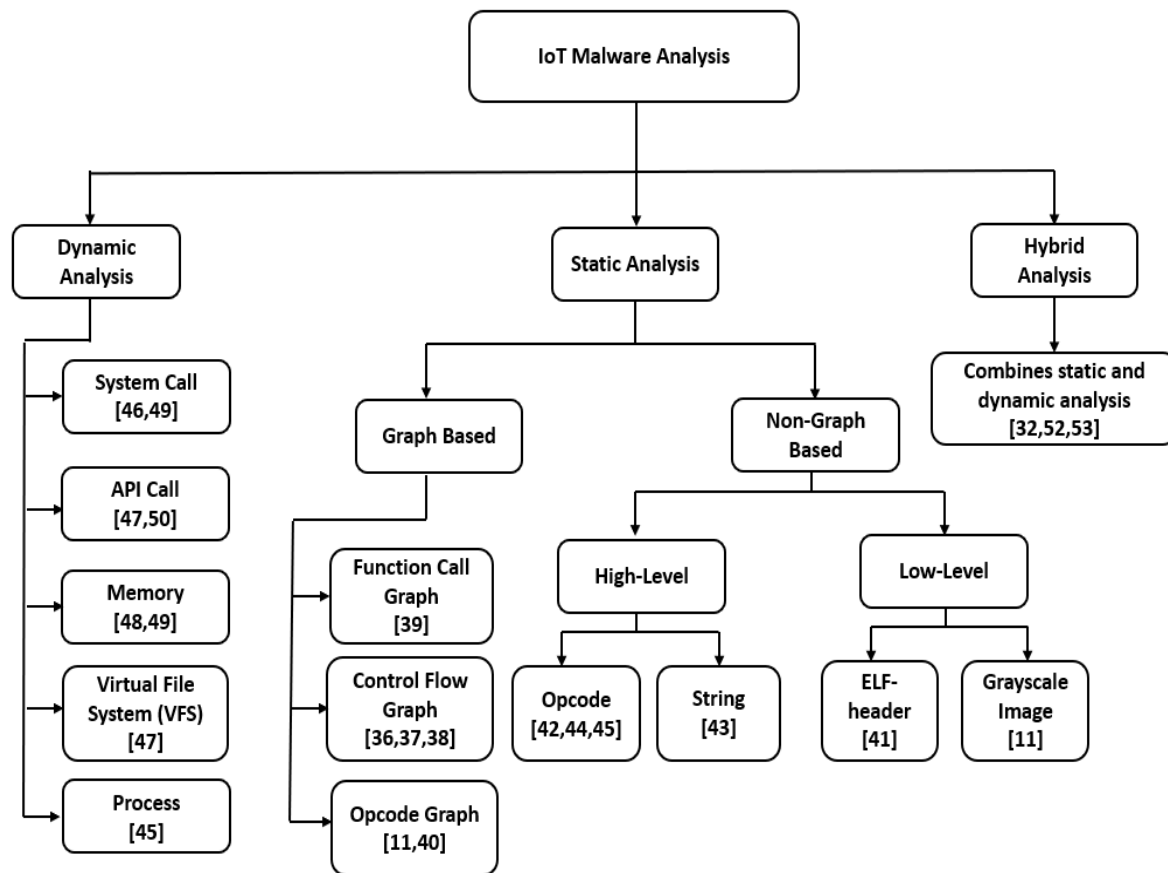 IoT Malware Analysis
Dynamic
Analysis
Static Analysis
Hybrid
Analysis
System Call
[46,49]
API Call
[47,50]
Memory
[48,49]
Virtual File
System (VFS)
[47]
Process
[45]
Graph Based
Function Call
Graph
[39]
Control Flow
Graph
[36,37,38]
Opcode Graph
[11,40]
Non-Graph
Based
High-Level
Opcode
[42,44,45]
String
[43]
Low-Level
ELF-
header
[41]
Grayscale
Image
[11]
Combines static and
dynamic analysis
[32,52,53]